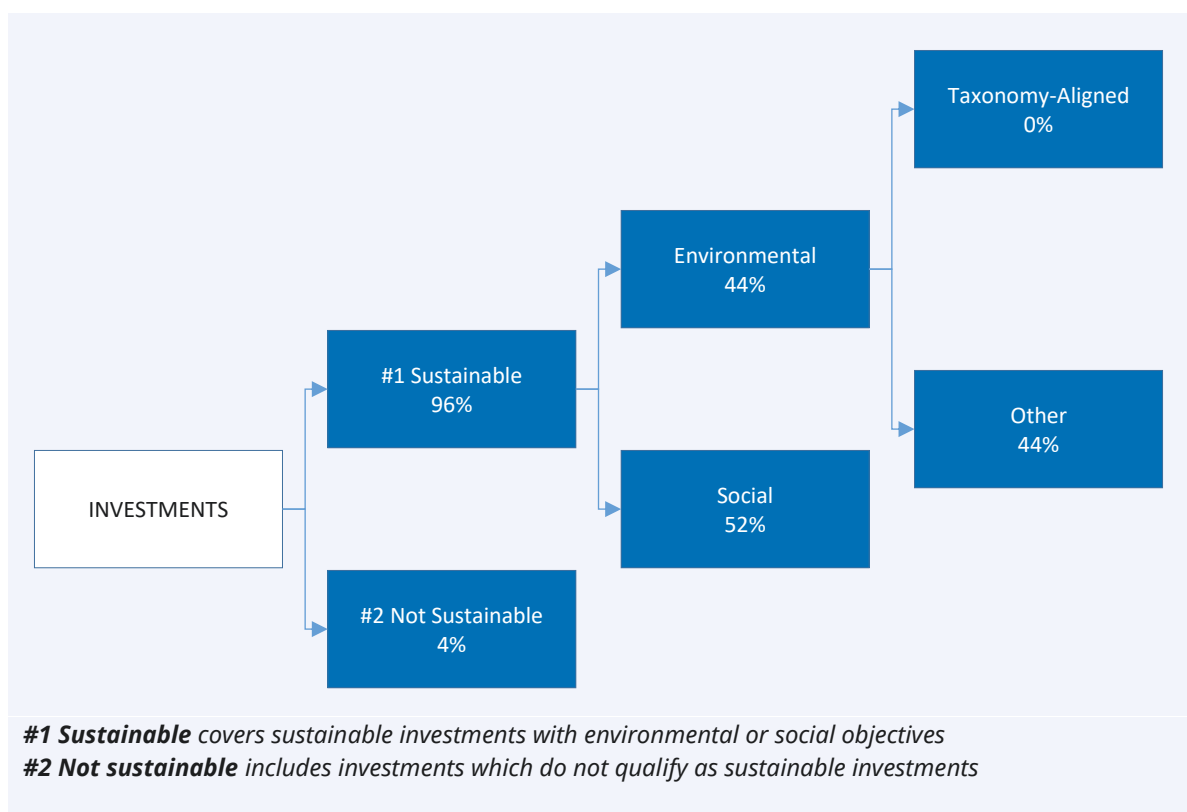 Taxonomy-Aligned
0%
Environmental
44%
#1 Sustainable
96%
Other
44%
INVESTMENTS
Social
52%
#2 Not Sustainable
4%
#1 Sustainable covers sustainable investments with environmental or social objectives
#2 Not sustainable includes investments which do not qualify as sustainable investments